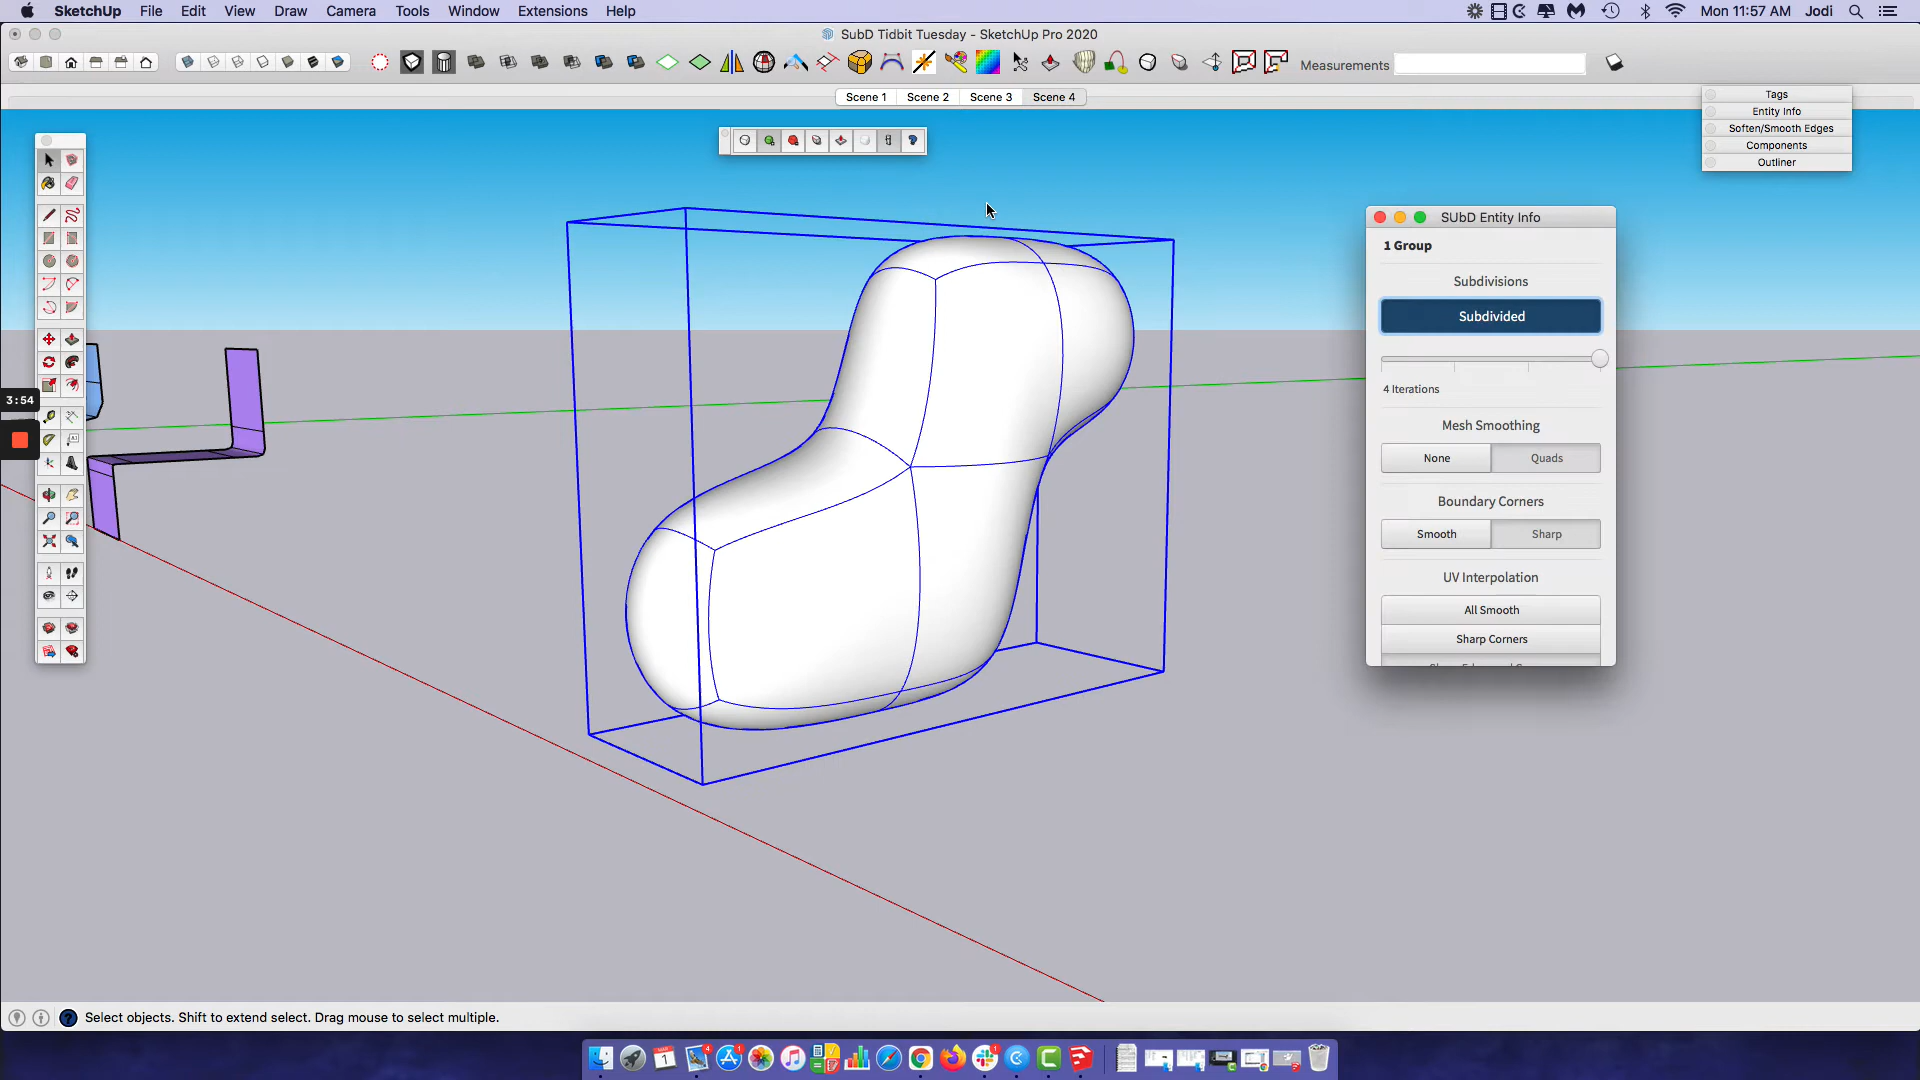 SketchUp File Edit View Draw Camera Tools Window Extensions Help
Mon 11:57 AM Jodi
SubD Tidbit Tuesday - SketchUp Pro 2020
Measurements
Scene 1 Scene 2 Scene 3 Scene 4
Tags
Entity Info
Soften/Smooth Edges
Components
Outliner
SUbD Entity Info
1 Group
Subdivisions
Subdivided
4 Iterations
Mesh Smoothing
None Quads
Boundary Corners
Smooth Sharp
UV Interpolation
All Smooth
Sharp Corners
3:54
Select objects. Shift to extend select. Drag mouse to select multiple.